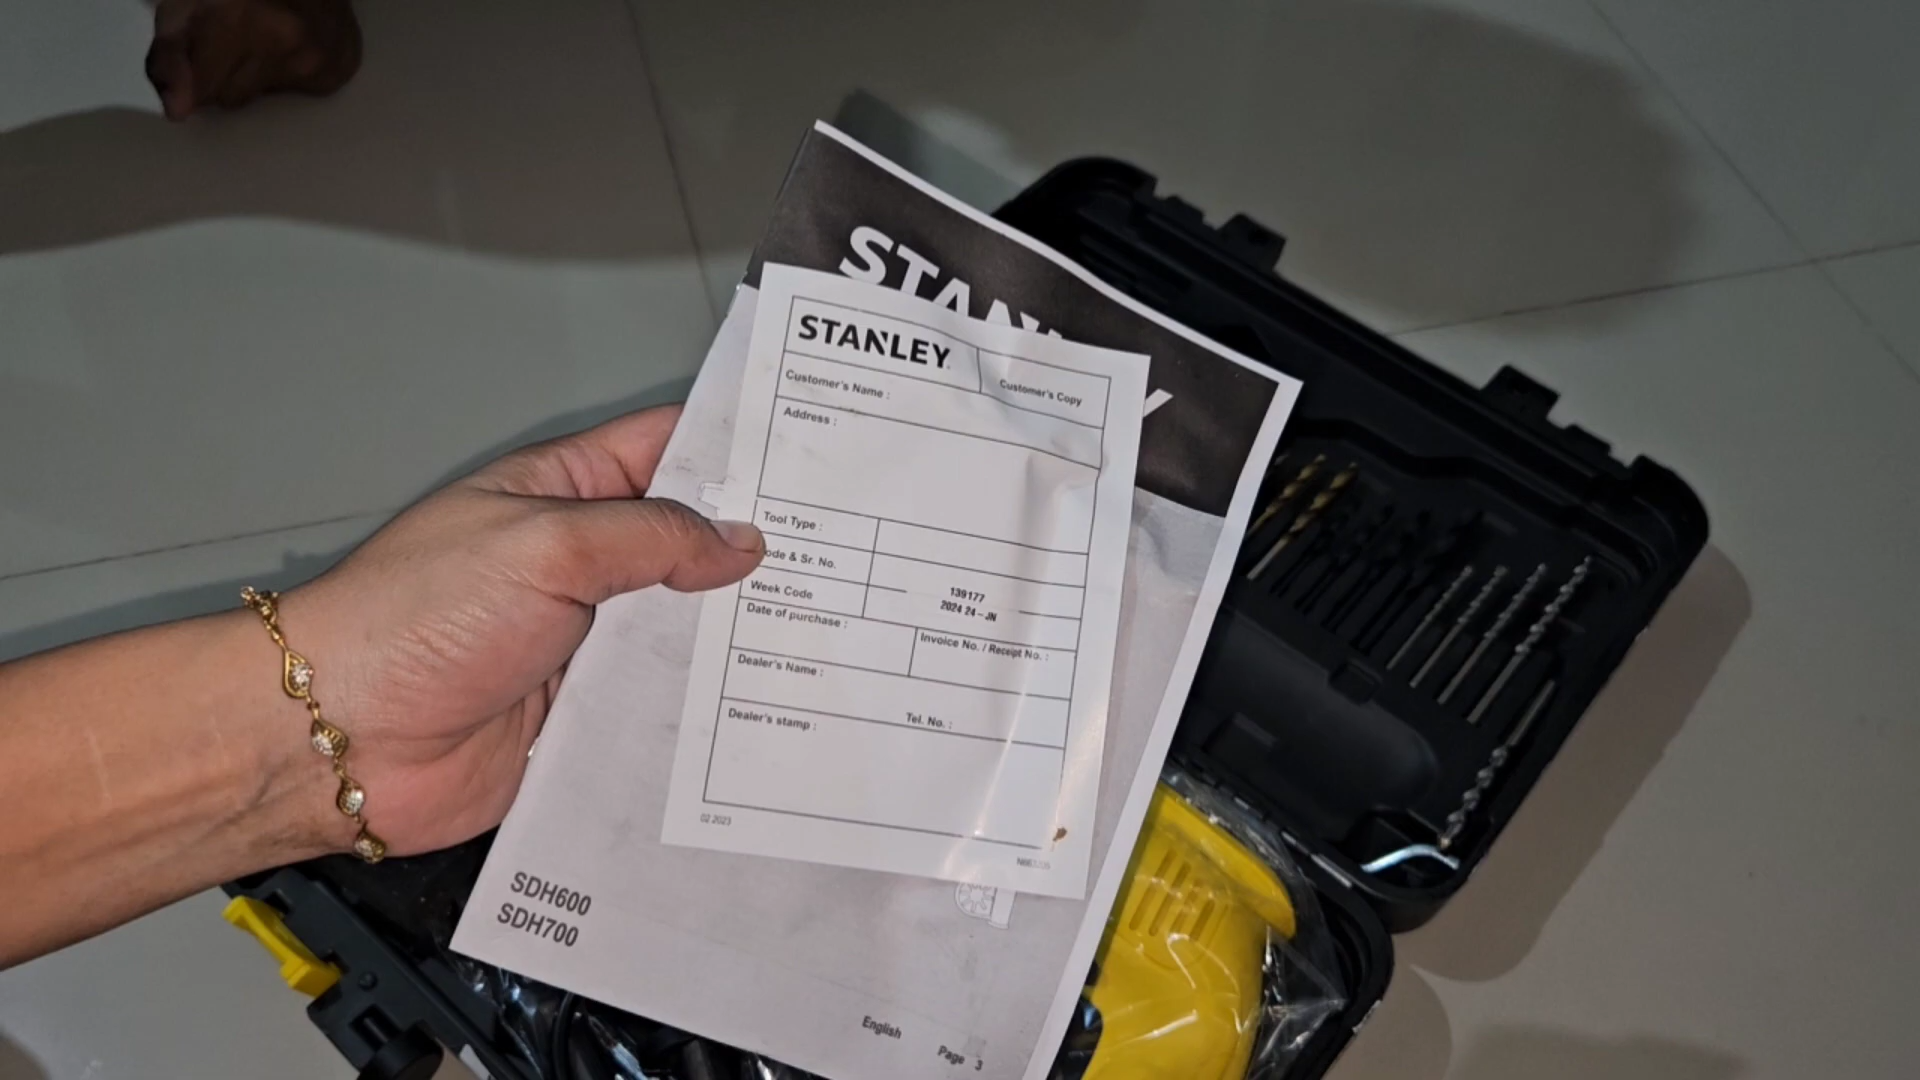 STANLEY
STANLEY
Customer's Copy
Customer's Name :
Address :
Tool Type :
ode & Sr. No.
139177
Week Code
2024 24-JN
Date of purchase :
Invoice No. / Receipt No. :
Dealer's Name :
Dealer's stamp :
Tel. No. :
02 2023
SDH600
SDH700
English
Page 3